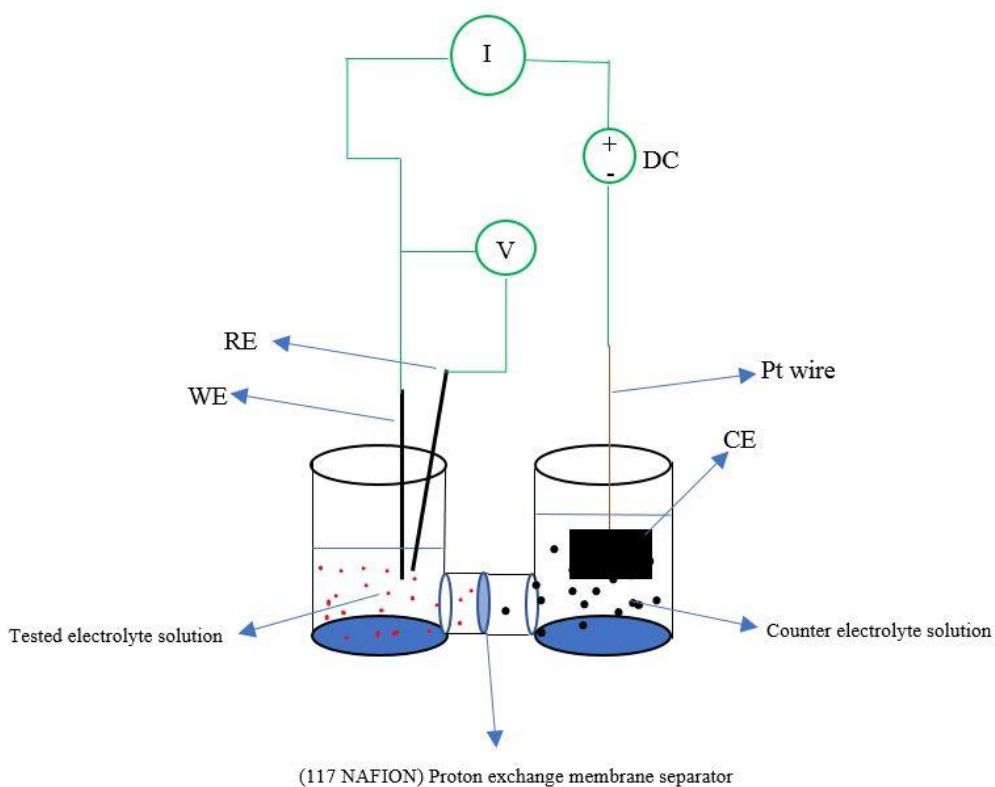 I
+
-
DC
V
RE
WE
Pt wire
CE
Tested electrolyte solution
Counter electrolyte solution
(117 NAFION) Proton exchange membrane separator